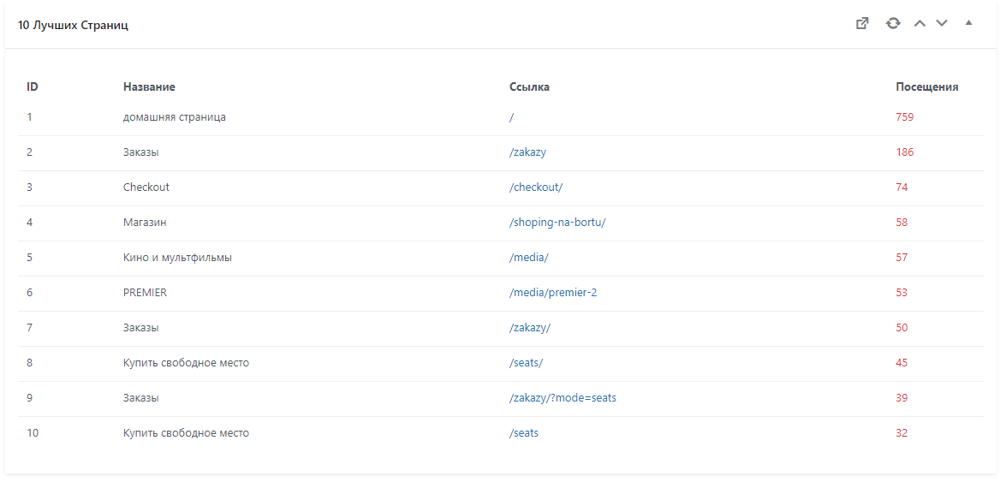 10 Лучших Страниц
ID Название Ссылка Посещения
1 домашняя страница / 759
2 Заказы /zakazy 186
3 Checkout /checkout/ 74
4 Магазин /shoping-na-bortu/ 58
5 Кино и мультфильмы /media/ 57
6 PREMIER /media/premier-2 53
7 Заказы /zakazy/ 50
8 Купить свободное место /seats/ 45
9 Заказы /zakazy/?mode=seats 39
10 Купить свободное место /seats 32